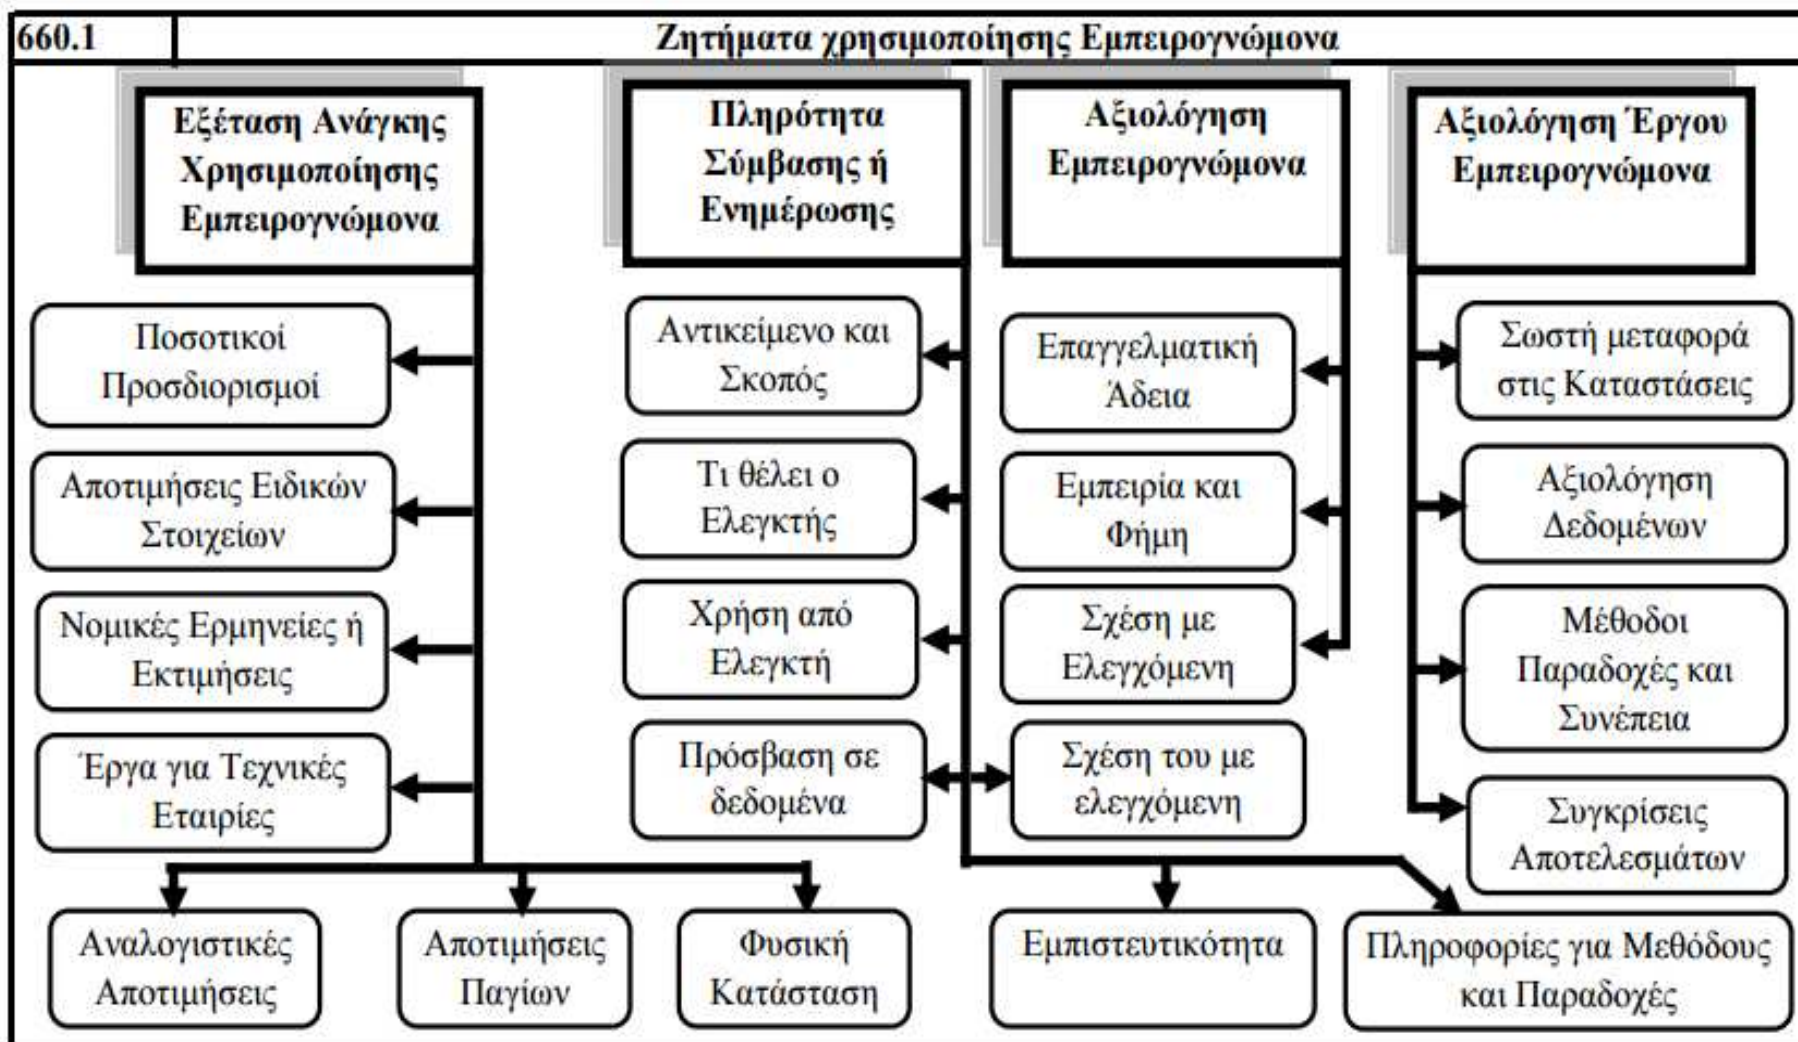 660.1
Ζητήματα χρησιμοποίησης Εμπειρογνώμονα
Εξέταση Ανάγκης
Χρησιμοποίησης
Εμπειρογνώμονα
Ποσοτικοί
Προσδιορισμοί
Αποτιμήσεις Ειδικών
Στοιχείων
Νομικές Ερμηνείες ή
Εκτιμήσεις
Έργα για Τεχνικές
Εταιρίες
Αναλογιστικές
Αποτιμήσεις
Αποτιμήσεις
Παγίων
Φυσική
Κατάσταση
Πληρότητα
Σύμβασης ή
Ενημέρωσης
Αντικείμενο και
Σκοπός
Τι θέλει ο
Ελεγκτής
Χρήση από
Ελεγκτή
Πρόσβαση σε
δεδομένα
Σχέση του με
ελεγχόμενη
Εμπιστευτικότητα
Πληροφορίες για Μεθόδους
και Παραδοχές
Αξιολόγηση
Εμπειρογνώμονα
Επαγγελματική
Άδεια
Εμπειρία και
Φήμη
Σχέση με
Ελεγχόμενη
Αξιολόγηση Έργου
Εμπειρογνώμονα
Σωστή μεταφορά
στις Καταστάσεις
Αξιολόγηση
Δεδομένων
Μέθοδοι
Παραδοχές και
Συνέπεια
Συγκρίσεις
Αποτελεσμάτων